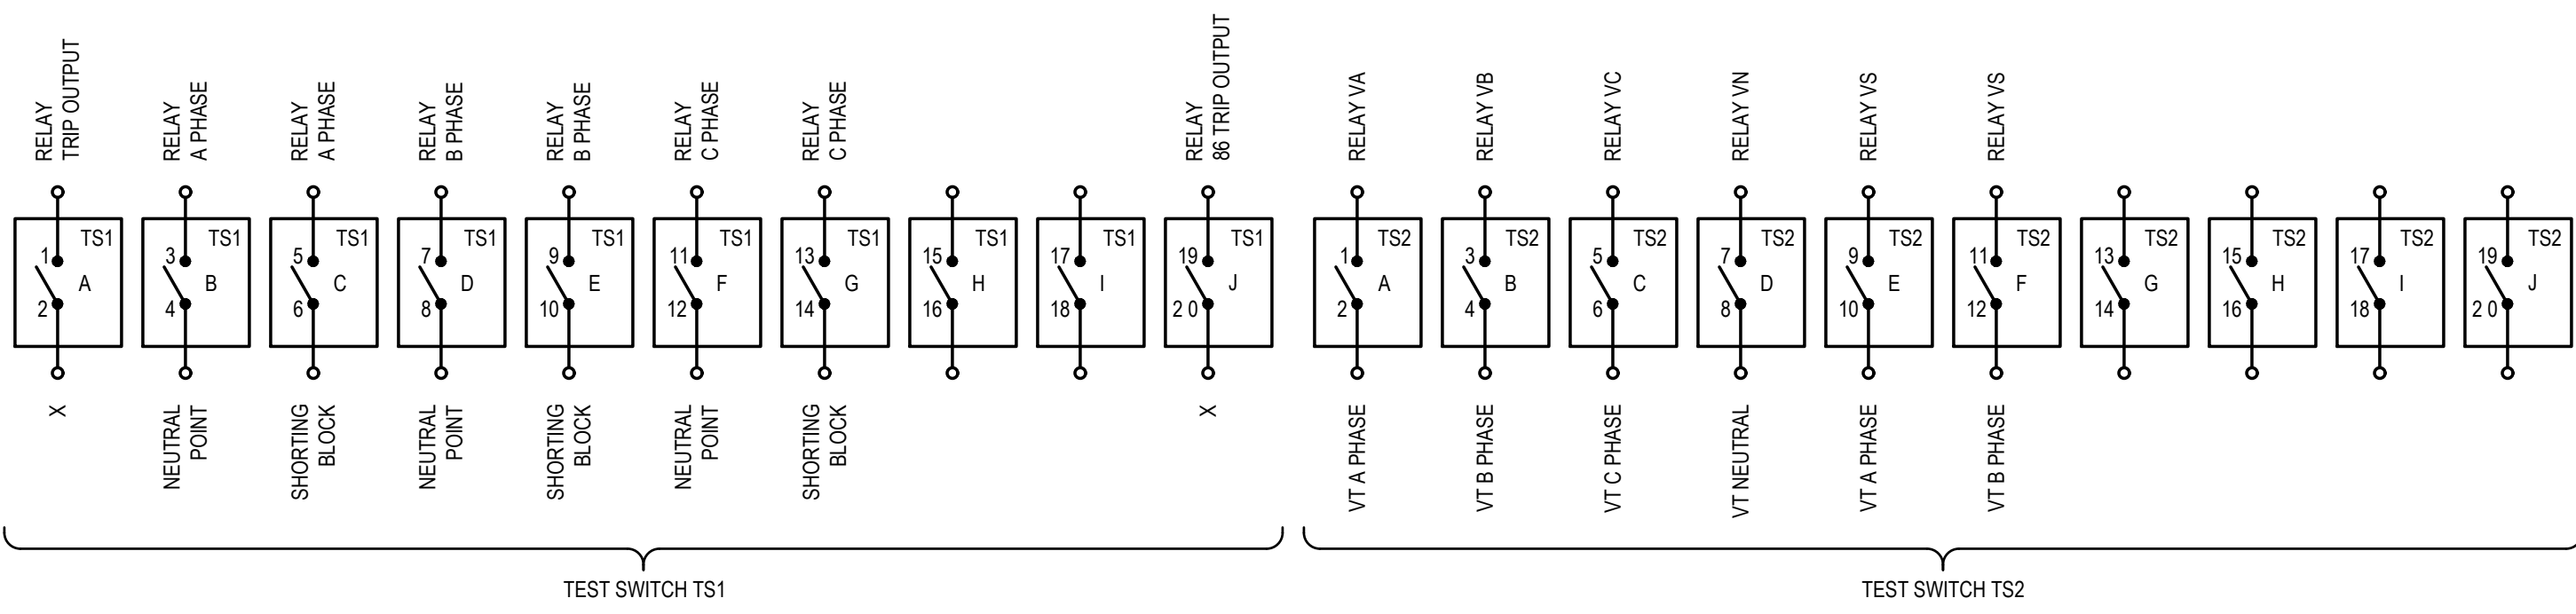 RELAY
TRIP OUTPUT
RELAY
A PHASE
RELAY
A PHASE
RELAY
B PHASE
RELAY
B PHASE
RELAY
C PHASE
RELAY
C PHASE
RELAY
86 TRIP OUTPUT
RELAY VA
RELAY VB
RELAY VC
RELAY VN
RELAY VS
RELAY VS
TS1
1
A
2
TS1
3
B
4
TS1
5
C
6
TS1
7
D
8
TS1
9
E
10
TS1
11
F
12
TS1
13
G
14
TS1
15
H
16
TS1
17
I
18
TS1
19
J
2 0
TS2
1
A
2
TS2
3
B
4
TS2
5
C
6
TS2
7
D
8
TS2
9
E
10
TS2
11
F
12
TS2
13
G
14
TS2
15
H
16
TS2
17
I
18
TS2
19
J
2 0
X
NEUTRAL
POINT
SHORTING
BLOCK
NEUTRAL
POINT
SHORTING
BLOCK
NEUTRAL
POINT
SHORTING
BLOCK
X
VT A PHASE
VT B PHASE
VT C PHASE
VT NEUTRAL
VT A PHASE
VT B PHASE
TEST SWITCH TS1
TEST SWITCH TS2